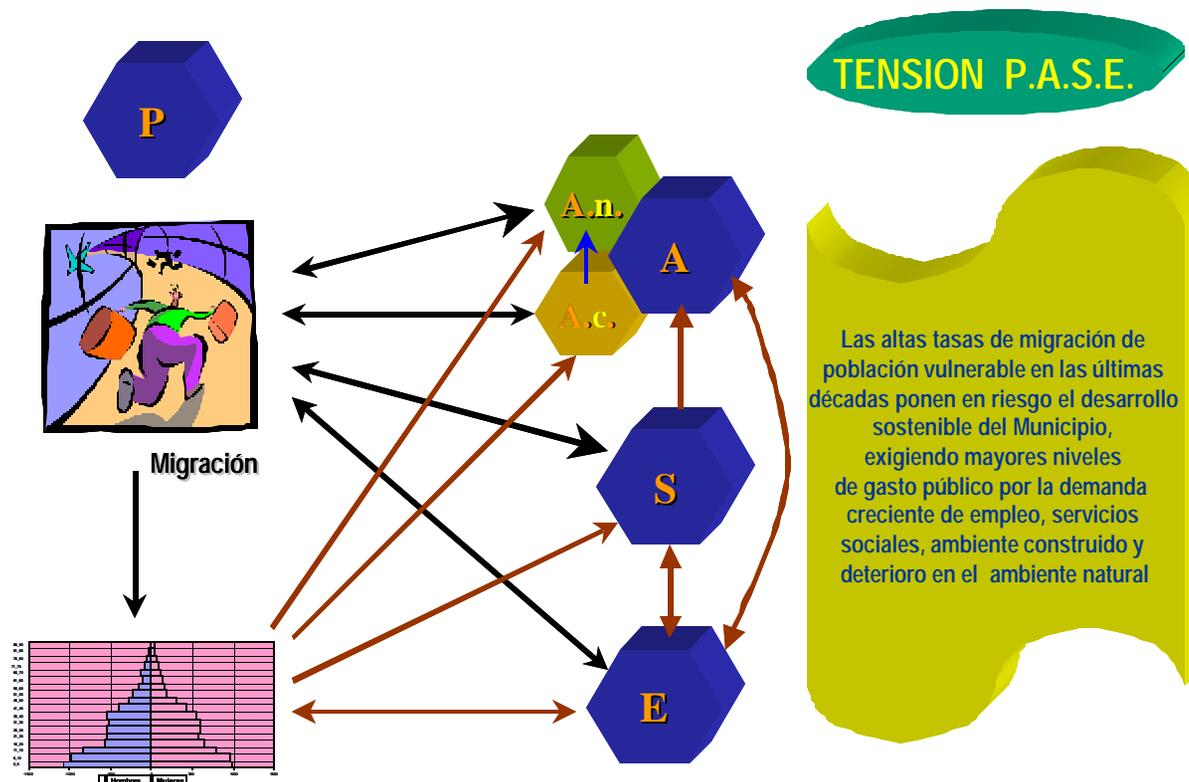 TENSION P.A.S.E.
P
A.n.
A
A.c.
Migración
S
E
Las altas tasas de migración de
población vulnerable en las últimas
décadas ponen en riesgo el desarrollo
sostenible del Municipio,
exigiendo mayores niveles
de gasto público por la demanda
creciente de empleo, servicios
sociales, ambiente construido y
deterioro en el ambiente natural
Hombres Mujeres